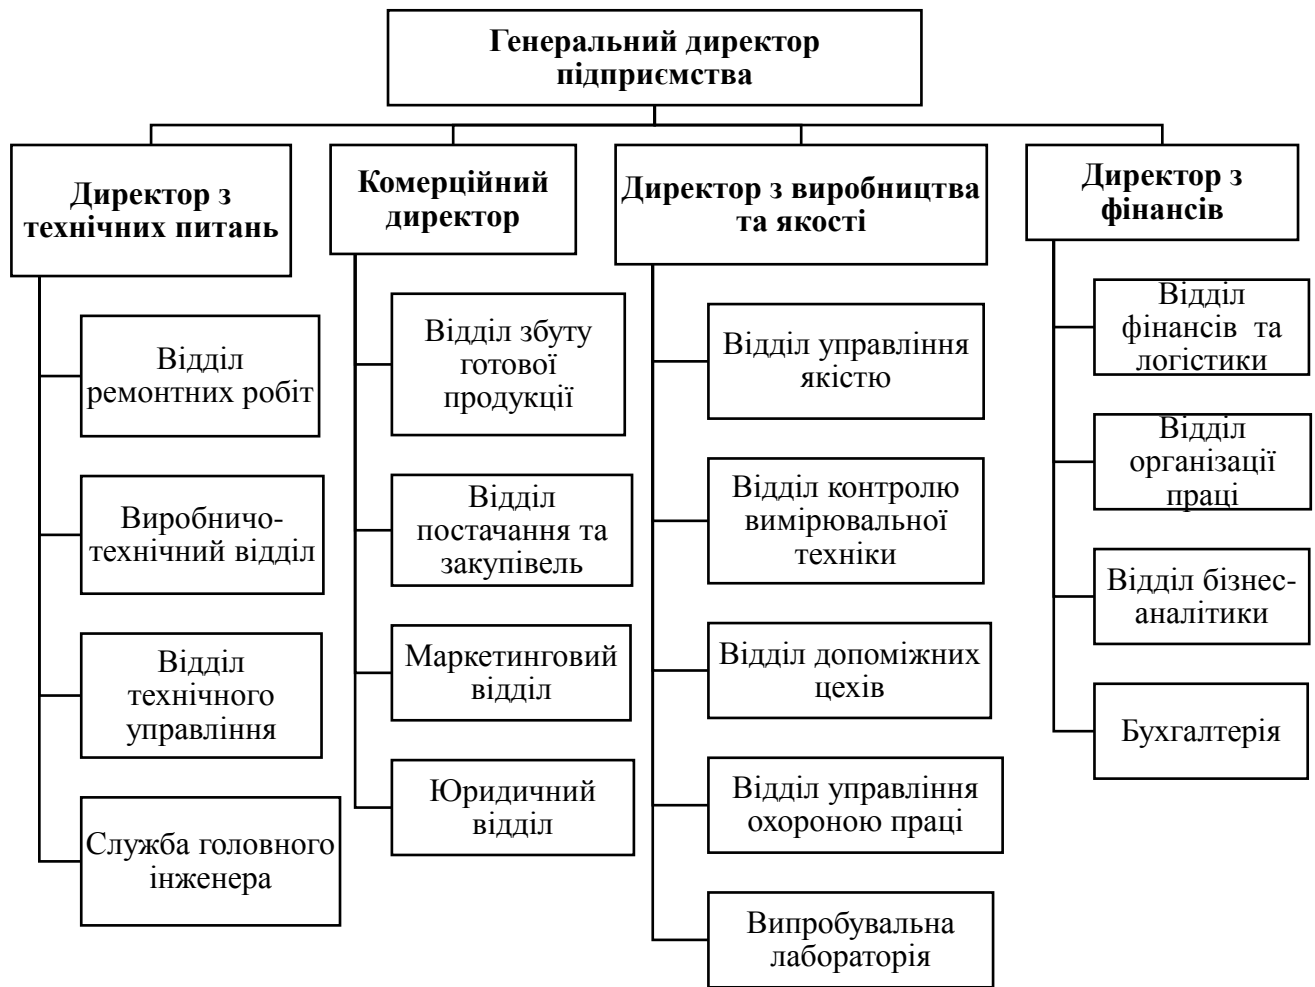 Генеральний директор
підприємства
Директор з
технічних питань
Відділ
ремонтних робіт
Виробничо-
технічний відділ
Відділ
технічного
управління
Служба головного
інженера
Комерційний
директор
Відділ збуту
готової
продукції
Відділ
постачання та
закупівель
Маркетинговий
відділ
Юридичний
відділ
Директор з виробництва
та якості
Відділ управління
якістю
Відділ контролю
вимірювальної
техніки
Відділ допоміжних
цехів
Відділ управління
охороною праці
Випробувальна
лабораторія
Директор з
фінансів
Відділ
фінансів та
логістики
Відділ
організації
праці
Відділ бізнес-
аналітики
Бухгалтерія